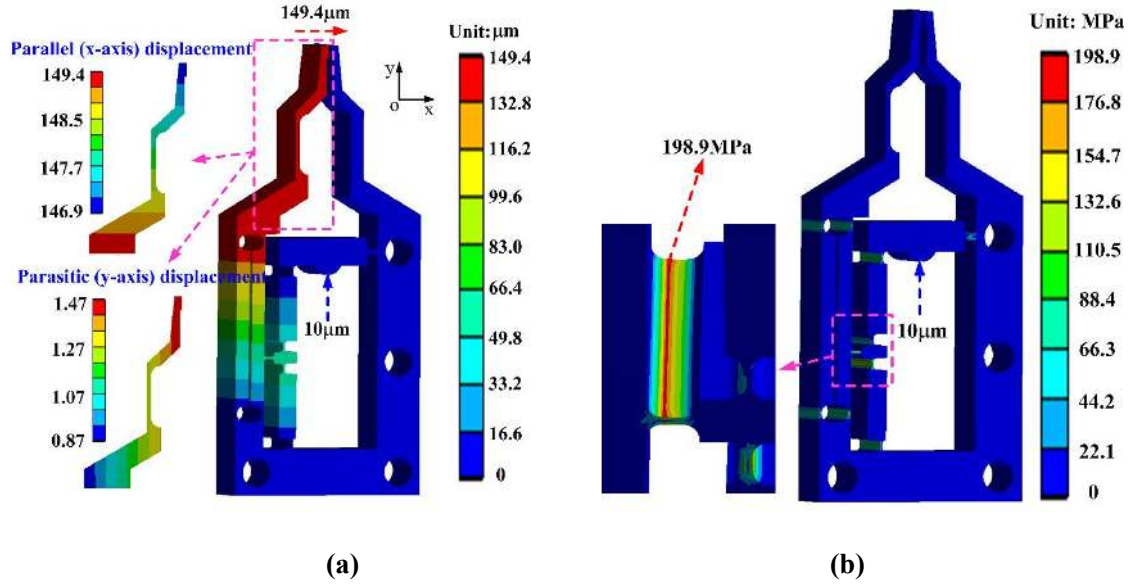 149.4μm
Unit:μm
Parallel (x-axis) displacement
149.4
148.5
147.7
146.9
y
o
x
149.4
132.8
116.2
99.6
83.0
66.4
49.8
33.2
16.6
0
Parasitic (y-axis) displacement
1.47
1.27
1.07
0.87
10μm
(a)
Unit: MPa
198.9
176.8
154.7
132.6
110.5
88.4
66.3
44.2
22.1
0
198.9MPa
10μm
(b)